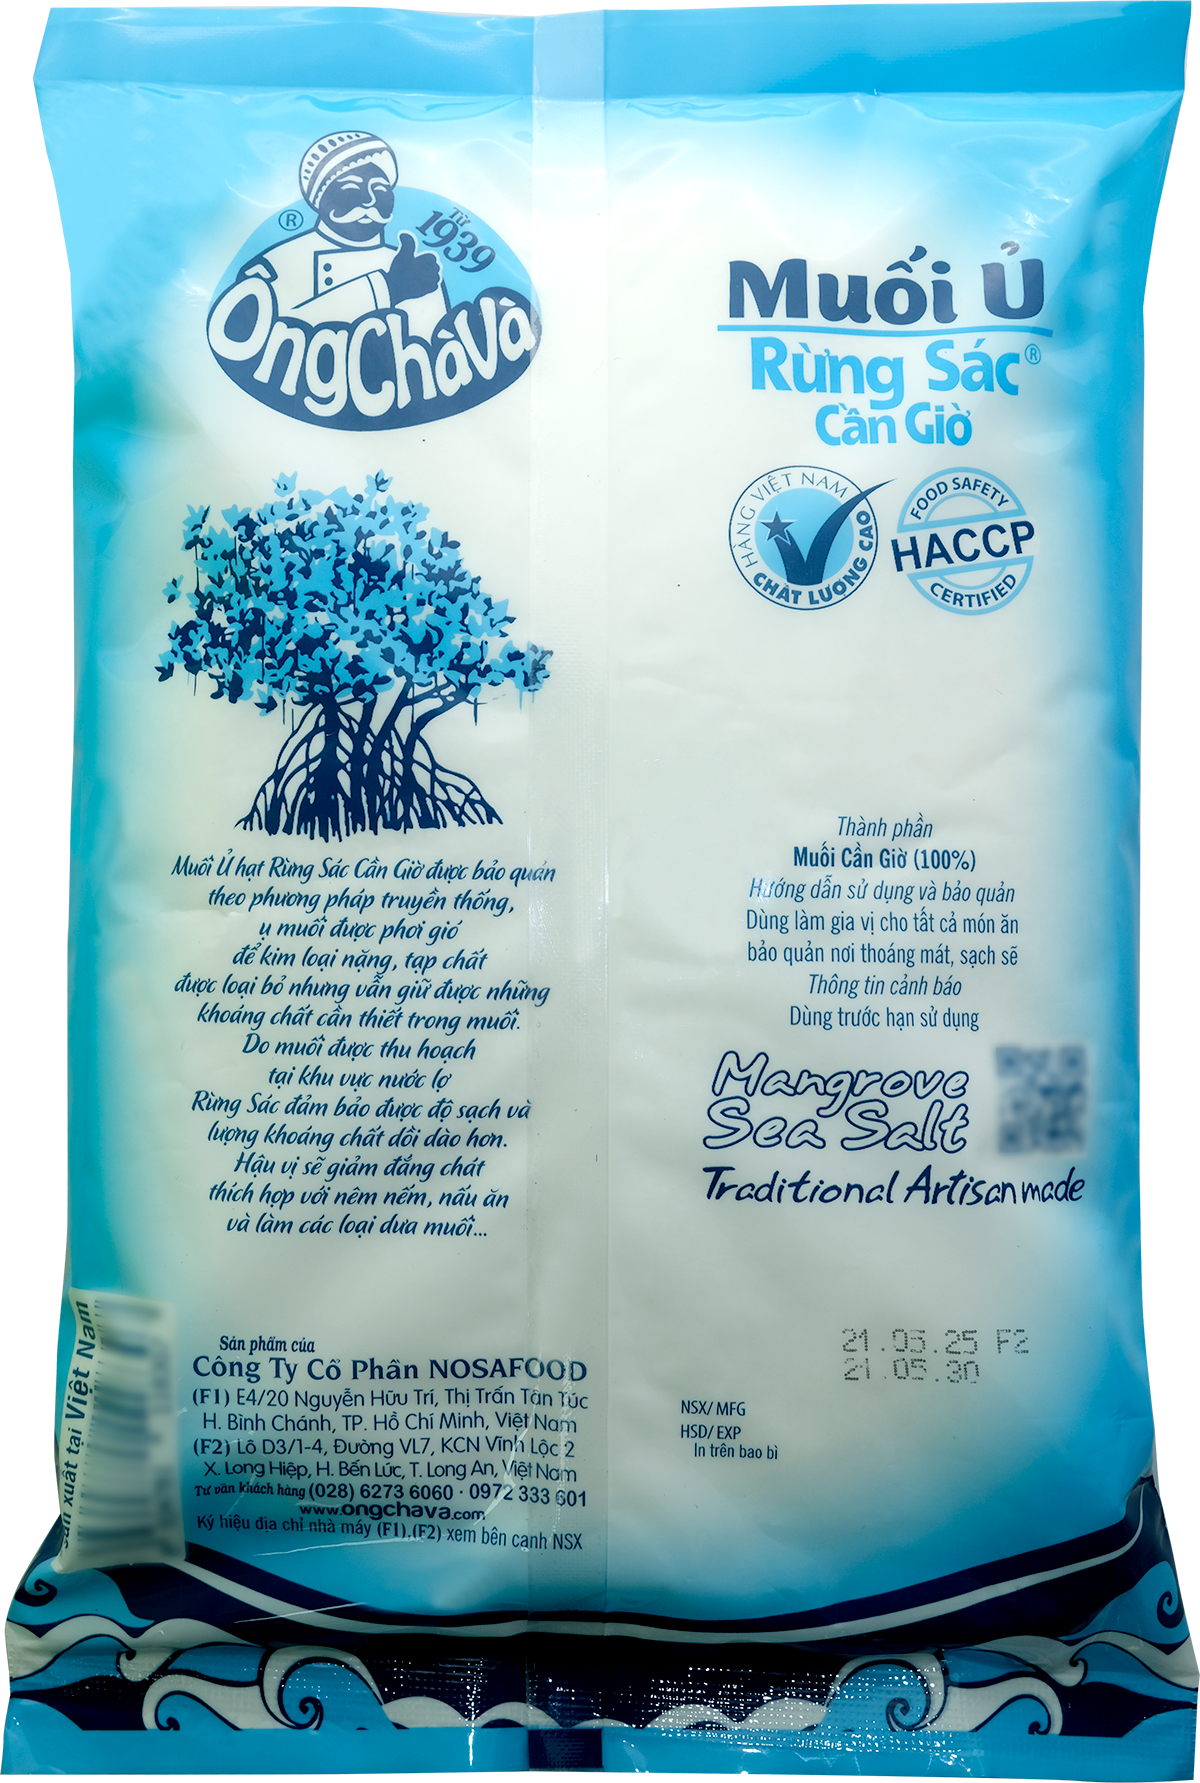 Từ
1939
®
ÔngChàVà
Muối Ủ
Rừng Sác®
Cần Giờ
HÀNG VIỆT NAM
CHẤT LƯỢNG CAO
FOOD SAFETY
HACCP
CERTIFIED
Muối Ủ hạt Rừng Sác Cần Giờ được bảo quản
theo phương pháp truyền thống,
ụ muối được phơi gió
để kim loại nặng, tạp chất
được loại bỏ nhưng vẫn giữ được những
khoáng chất cần thiết trong muối.
Do muối được thu hoạch
tại khu vực nước lợ
Rừng Sác đảm bảo được độ sạch và
lượng khoáng chất dồi dào hơn.
Hậu vị sẽ giảm đắng chát
thích hợp với nêm nếm, nấu ăn
và làm các loại dưa muối...
Thành phần
Muối Cần Giờ (100%)
Hướng dẫn sử dụng và bảo quản
Dùng làm gia vị cho tất cả món ăn
bảo quản nơi thoáng mát, sạch sẽ
Thông tin cảnh báo
Dùng trước hạn sử dụng
Mangrove
Sea Salt
Traditional Artisan made
Sản xuất tại Việt Nam
Sản phẩm của
Công Ty Cổ Phần NOSAFOOD
(F1) E4/20 Nguyễn Hữu Trí, Thị Trấn Tân Túc
H. Bình Chánh, TP. Hồ Chí Minh, Việt Nam
(F2) Lô D3/1-4, Đường VL7, KCN Vĩnh Lộc 2
X. Long Hiệp, H. Bến Lức, T. Long An, Việt Nam
Tư vấn khách hàng (028) 6273 6060 · 0972 333 601
www.ongchava.com
Ký hiệu địa chỉ nhà máy (F1),(F2) xem bên cạnh NSX
21.05.25 F2
21.05.30
NSX/ MFG
HSD/ EXP
In trên bao bì